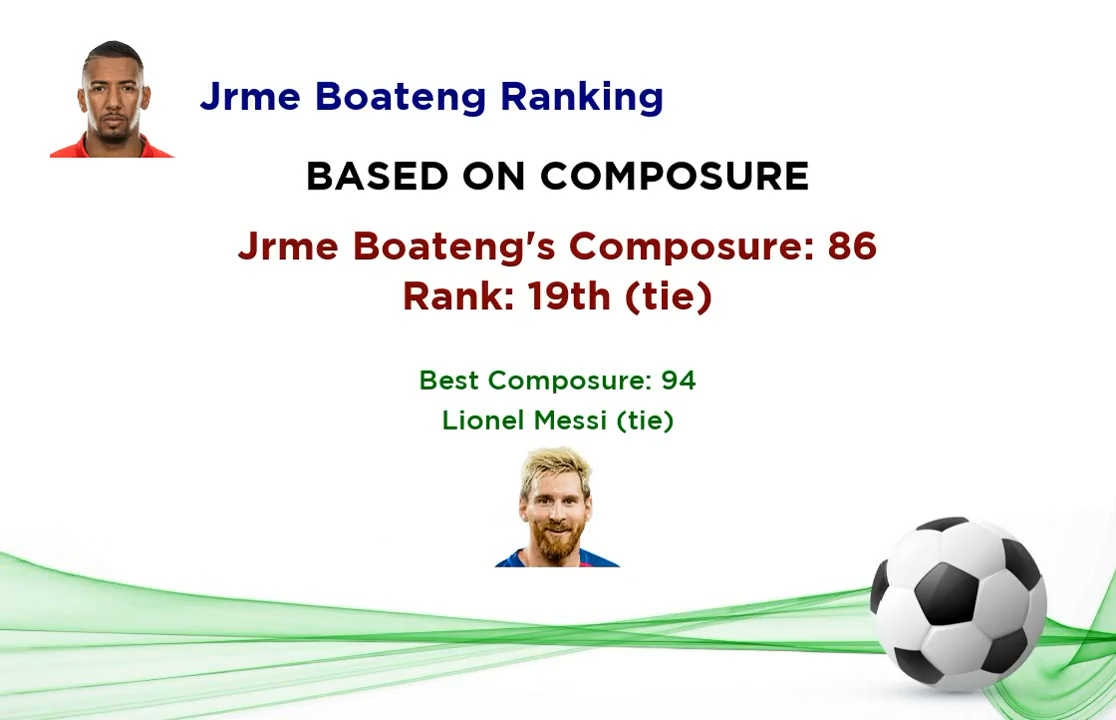 Jrme Boateng Ranking
BASED ON COMPOSURE
Jrme Boateng's Composure: 86
Rank: 19th (tie)
Best Composure: 94
Lionel Messi (tie)